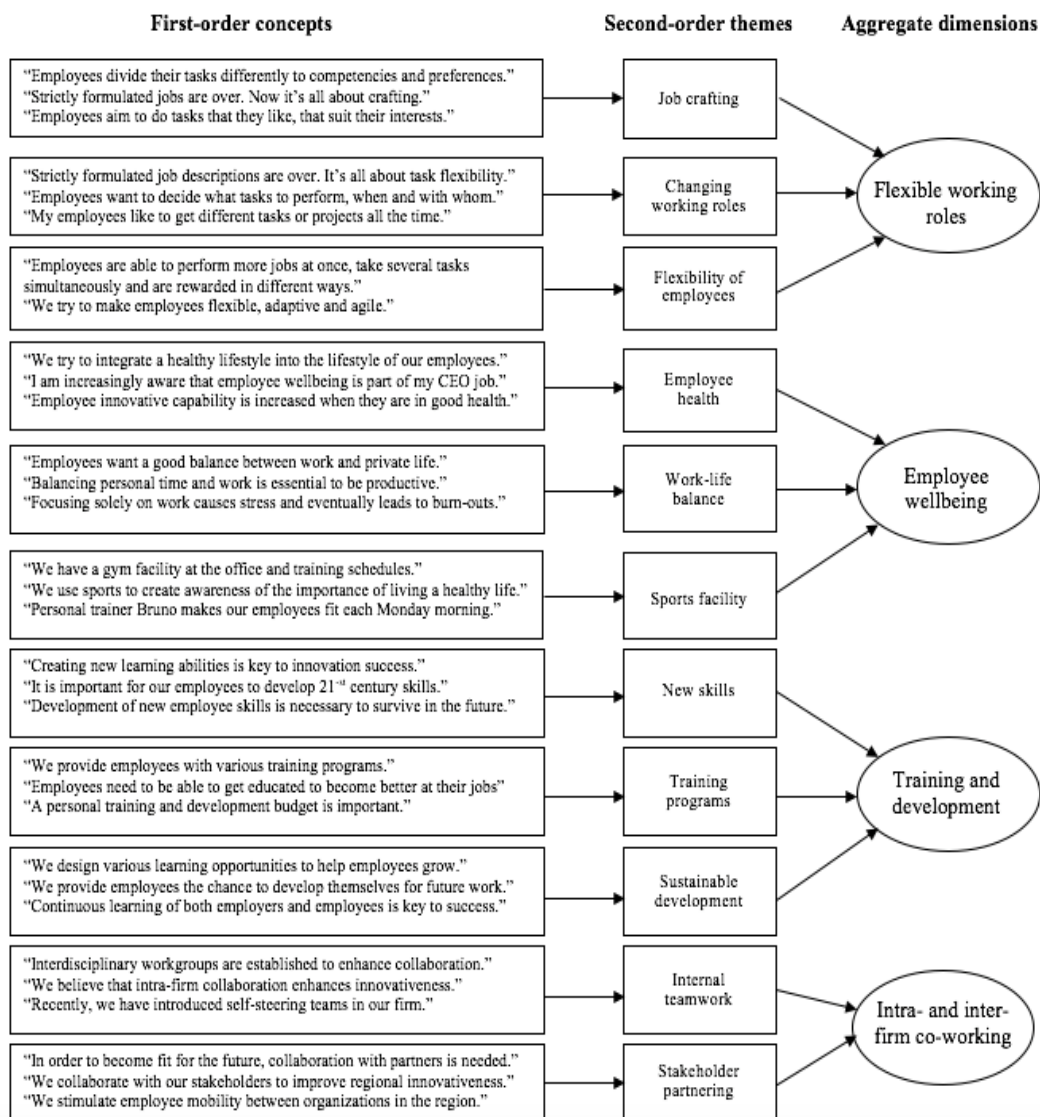 First-order concepts
Second-order themes
Aggregate dimensions
“Employees divide their tasks differently to competencies and preferences.”
“Strictly formulated jobs are over. Now it’s all about crafting.”
“Employees aim to do tasks that they like, that suit their interests.”
Job crafting
“Strictly formulated job descriptions are over. It’s all about task flexibility.”
“Employees want to decide what tasks to perform, when and with whom.”
“My employees like to get different tasks or projects all the time.”
Changing
working roles
Flexible working
roles
“Employees are able to perform more jobs at once, take several tasks
simultaneously and are rewarded in different ways.”
“We try to make employees flexible, adaptive and agile.”
Flexibility of
employees
“We try to integrate a healthy lifestyle into the lifestyle of our employees.”
“I am increasingly aware that employee wellbeing is part of my CEO job.”
“Employee innovative capability is increased when they are in good health.”
Employee
health
“Employees want a good balance between work and private life.”
“Balancing personal time and work is essential to be productive.”
“Focusing solely on work causes stress and eventually leads to burn-outs.”
Work-life
balance
Employee
wellbeing
“We have a gym facility at the office and training schedules.”
“We use sports to create awareness of the importance of living a healthy life.”
“Personal trainer Bruno makes our employees fit each Monday morning.”
Sports facility
“Creating new learning abilities is key to innovation success.”
“It is important for our employees to develop 21-st century skills.”
“Development of new employee skills is necessary to survive in the future.”
New skills
“We provide employees with various training programs.”
“Employees need to be able to get educated to become better at their jobs”
“A personal training and development budget is important.”
Training
programs
Training and
development
“We design various learning opportunities to help employees grow.”
“We provide employees the chance to develop themselves for future work.”
“Continuous learning of both employers and employees is key to success.”
Sustainable
development
“Interdisciplinary workgroups are established to enhance collaboration.”
“We believe that intra-firm collaboration enhances innovativeness.”
“Recently, we have introduced self-steering teams in our firm.”
Internal
teamwork
Intra- and inter-
firm co-working
“In order to become fit for the future, collaboration with partners is needed.”
“We collaborate with our stakeholders to improve regional innovativeness.”
“We stimulate employee mobility between organizations in the region.”
Stakeholder
partnering